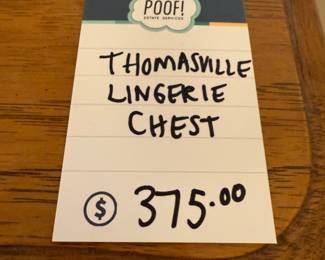 POOF!
ESTATE SERVICES
THOMASVILLE
LINGERIE
CHEST
$ 375.00